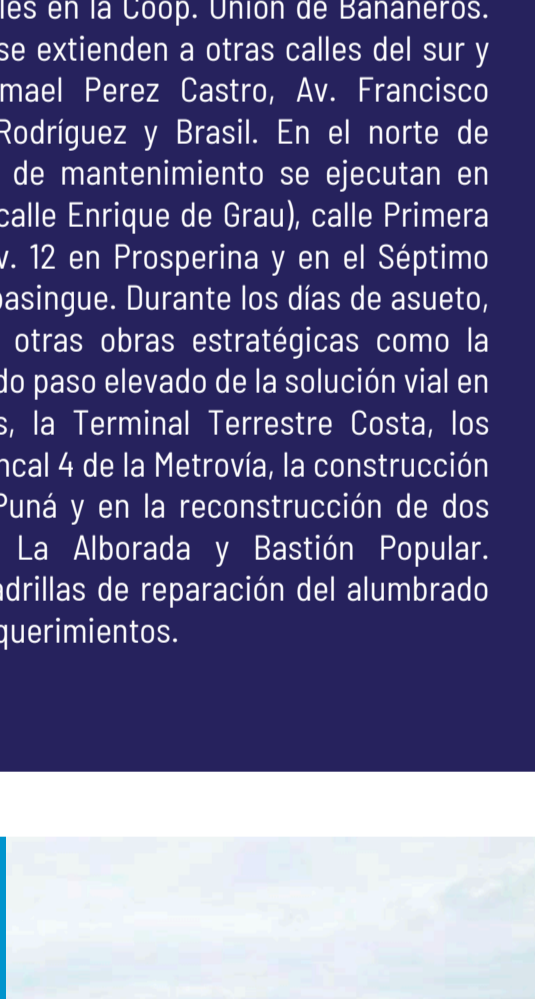 les en la Coop. Unión de Bananeros.
se extienden a otras calles del sur y
mael Perez Castro, Av. Francisco
Rodríguez y Brasil. En el norte de
de mantenimiento se ejecutan en
calle Enrique de Grau), calle Primera
v. 12 en Prosperina y en el Séptimo
pasingue. Durante los días de asueto,
otras obras estratégicas como la
do paso elevado de la solución vial en
s, la Terminal Terrestre Costa, los
ncal 4 de la Metrovía, la construcción
Puná y en la reconstrucción de dos
La Alborada y Bastión Popular.
adrillas de reparación del alumbrado
querimientos.